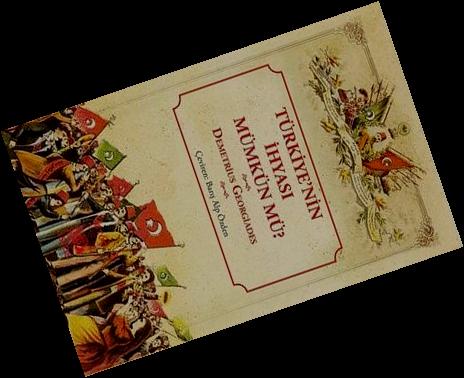 TÜRKİYE'NİN
İHYASI
MÜMKÜN MÜ?
DEMETRIUS GEORGIADES
Çeviren: Barış Alp Özden